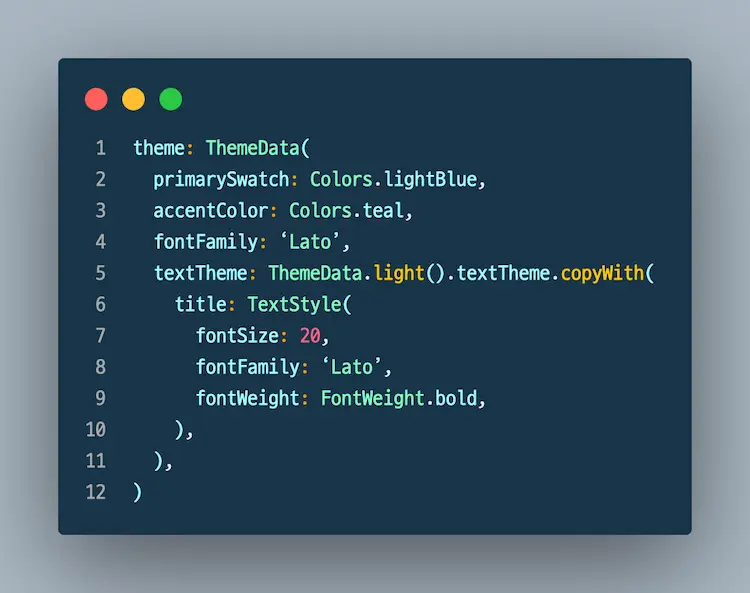 1 theme: ThemeData(
2   primarySwatch: Colors.lightBlue,
3   accentColor: Colors.teal,
4   fontFamily: ‘Lato’,
5   textTheme: ThemeData.light().textTheme.copyWith(
6     title: TextStyle(
7       fontSize: 20,
8       fontFamily: ‘Lato’,
9       fontWeight: FontWeight.bold,
10     ),
11   ),
12 )